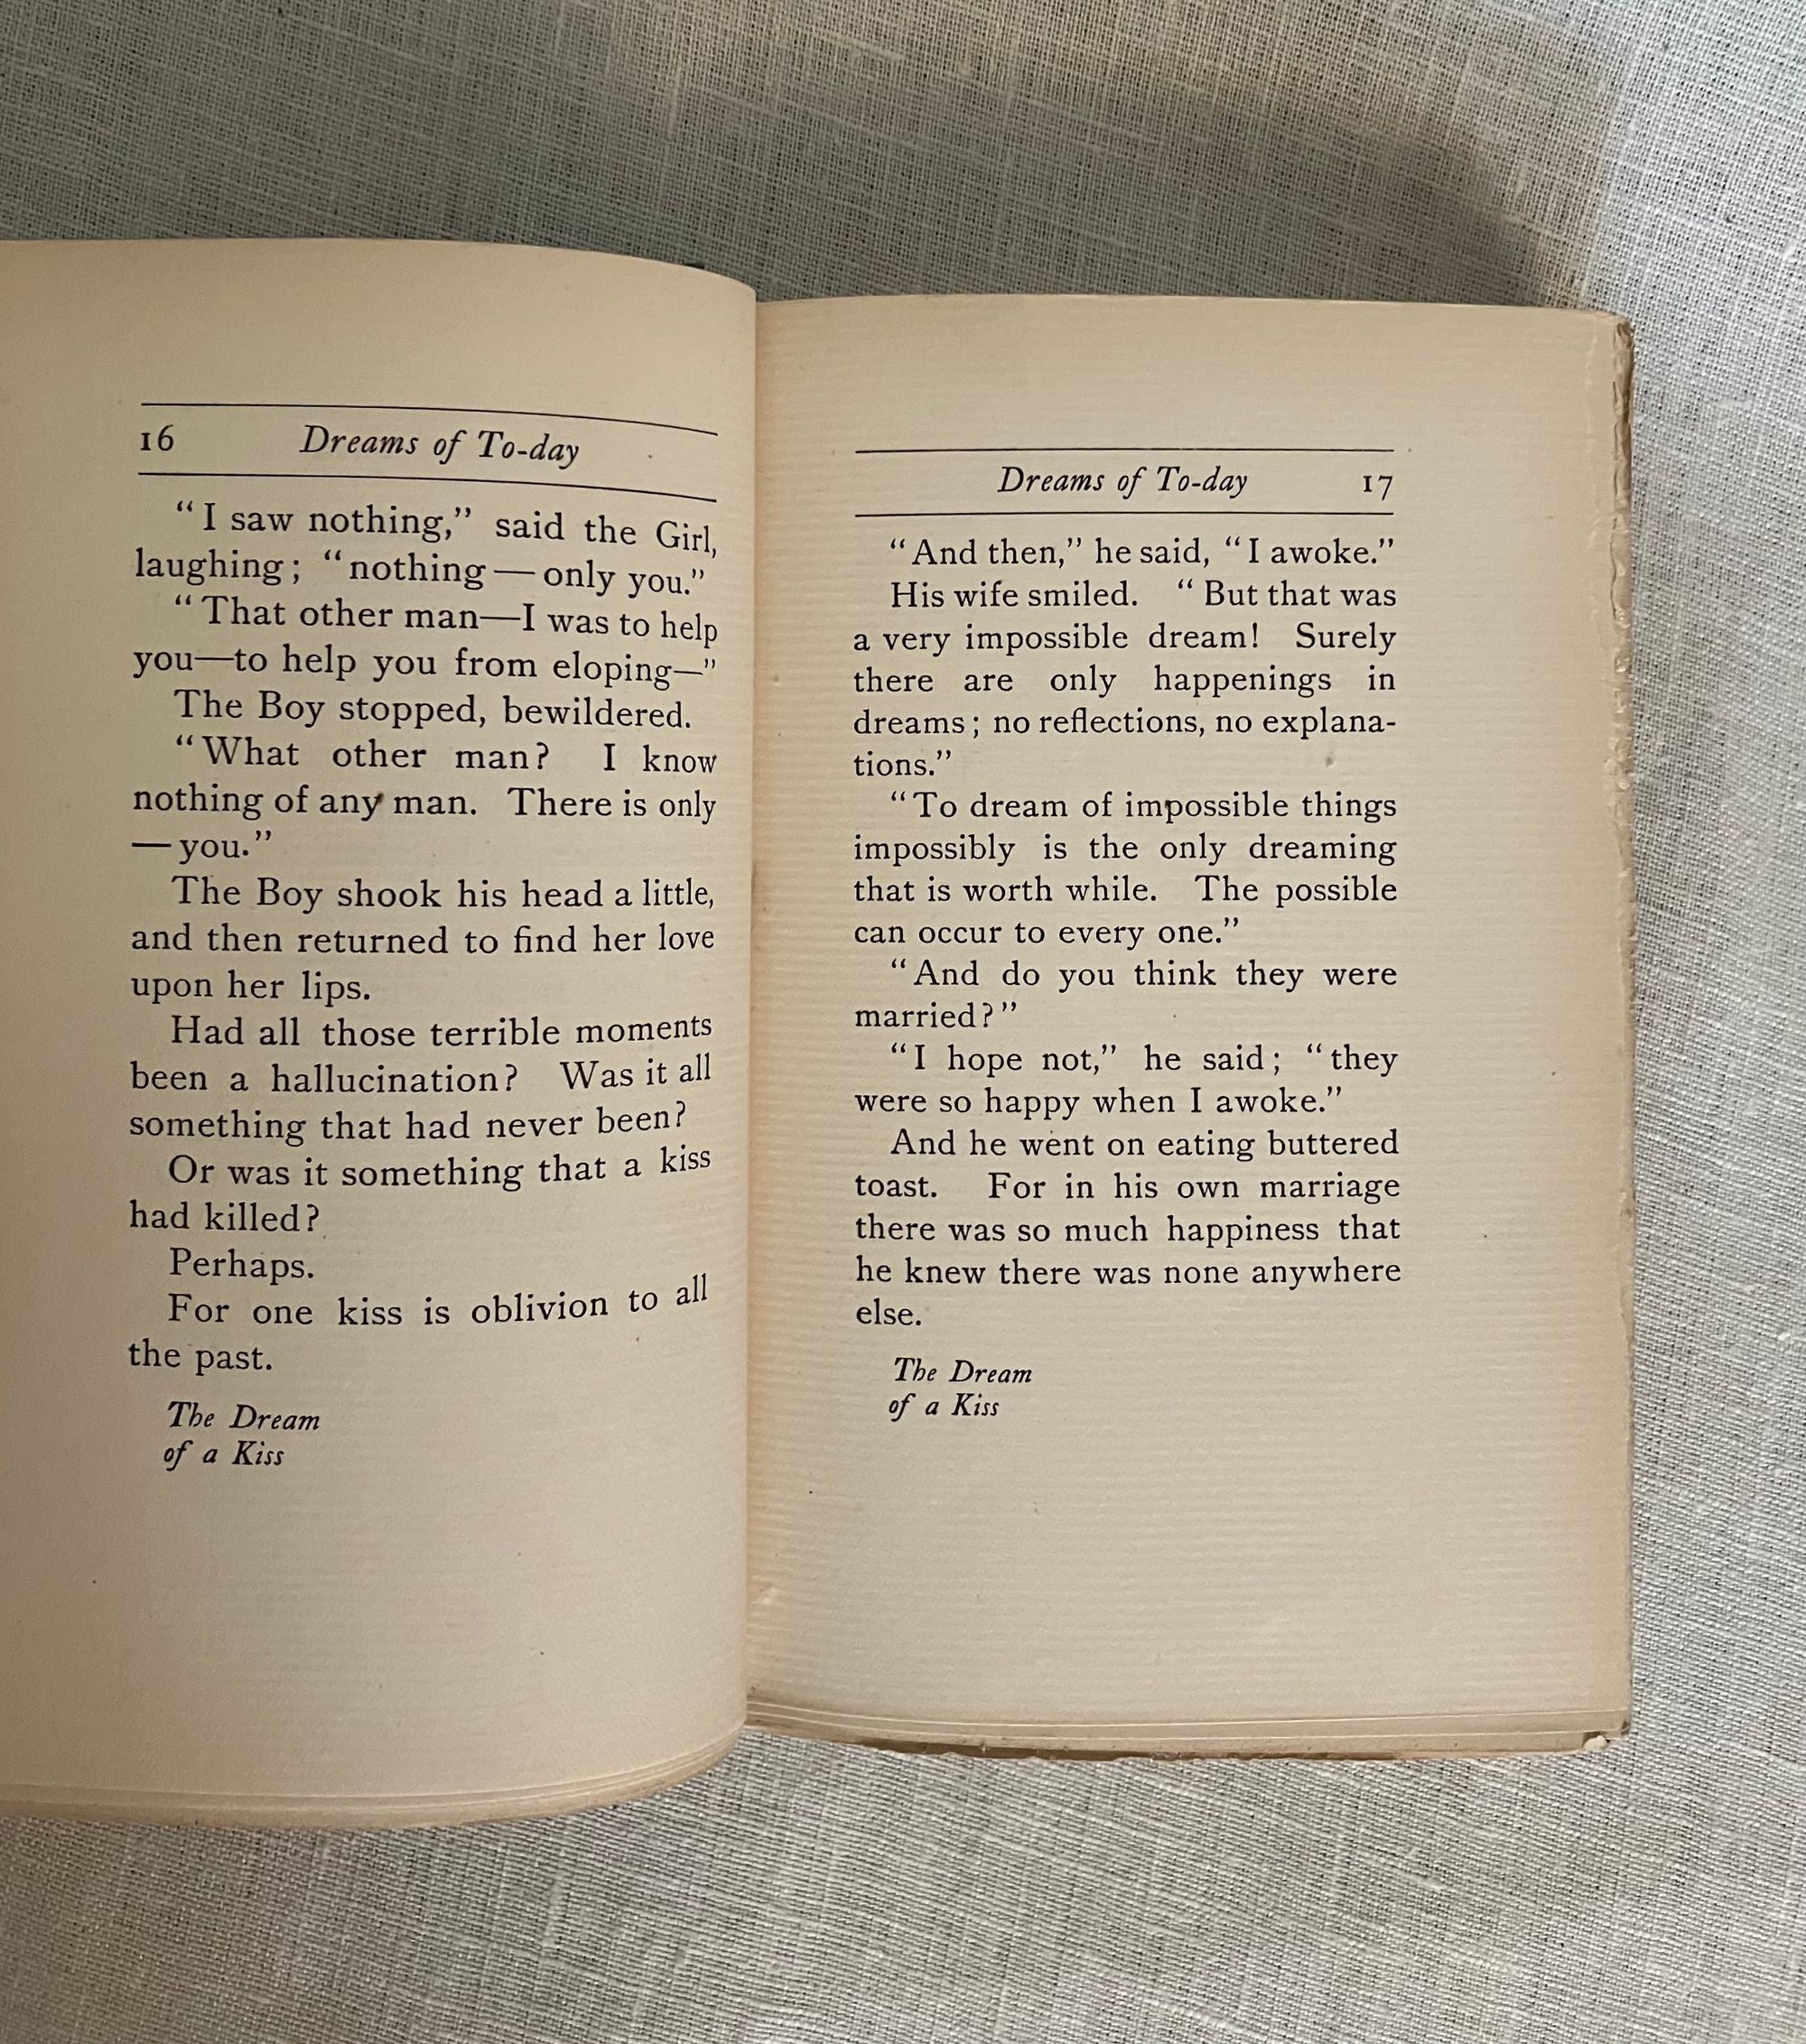 16 Dreams of To-day
“I saw nothing,” said the Girl,
laughing; “nothing — only you.”
“That other man—I was to help
you—to help you from eloping—”
The Boy stopped, bewildered.
“What other man? I know
nothing of any man. There is only
— you.”
The Boy shook his head a little,
and then returned to find her love
upon her lips.
Had all those terrible moments
been a hallucination? Was it all
something that had never been?
Or was it something that a kiss
had killed?
Perhaps.
For one kiss is oblivion to all
the past.
The Dream
of a Kiss
Dreams of To-day 17
“And then,” he said, “I awoke.”
His wife smiled. “But that was
a very impossible dream! Surely
there are only happenings in
dreams; no reflections, no explana-
tions.”
“To dream of impossible things
impossibly is the only dreaming
that is worth while. The possible
can occur to every one.”
“And do you think they were
married?”
“I hope not,” he said; “they
were so happy when I awoke.”
And he went on eating buttered
toast. For in his own marriage
there was so much happiness that
he knew there was none anywhere
else.
The Dream
of a Kiss